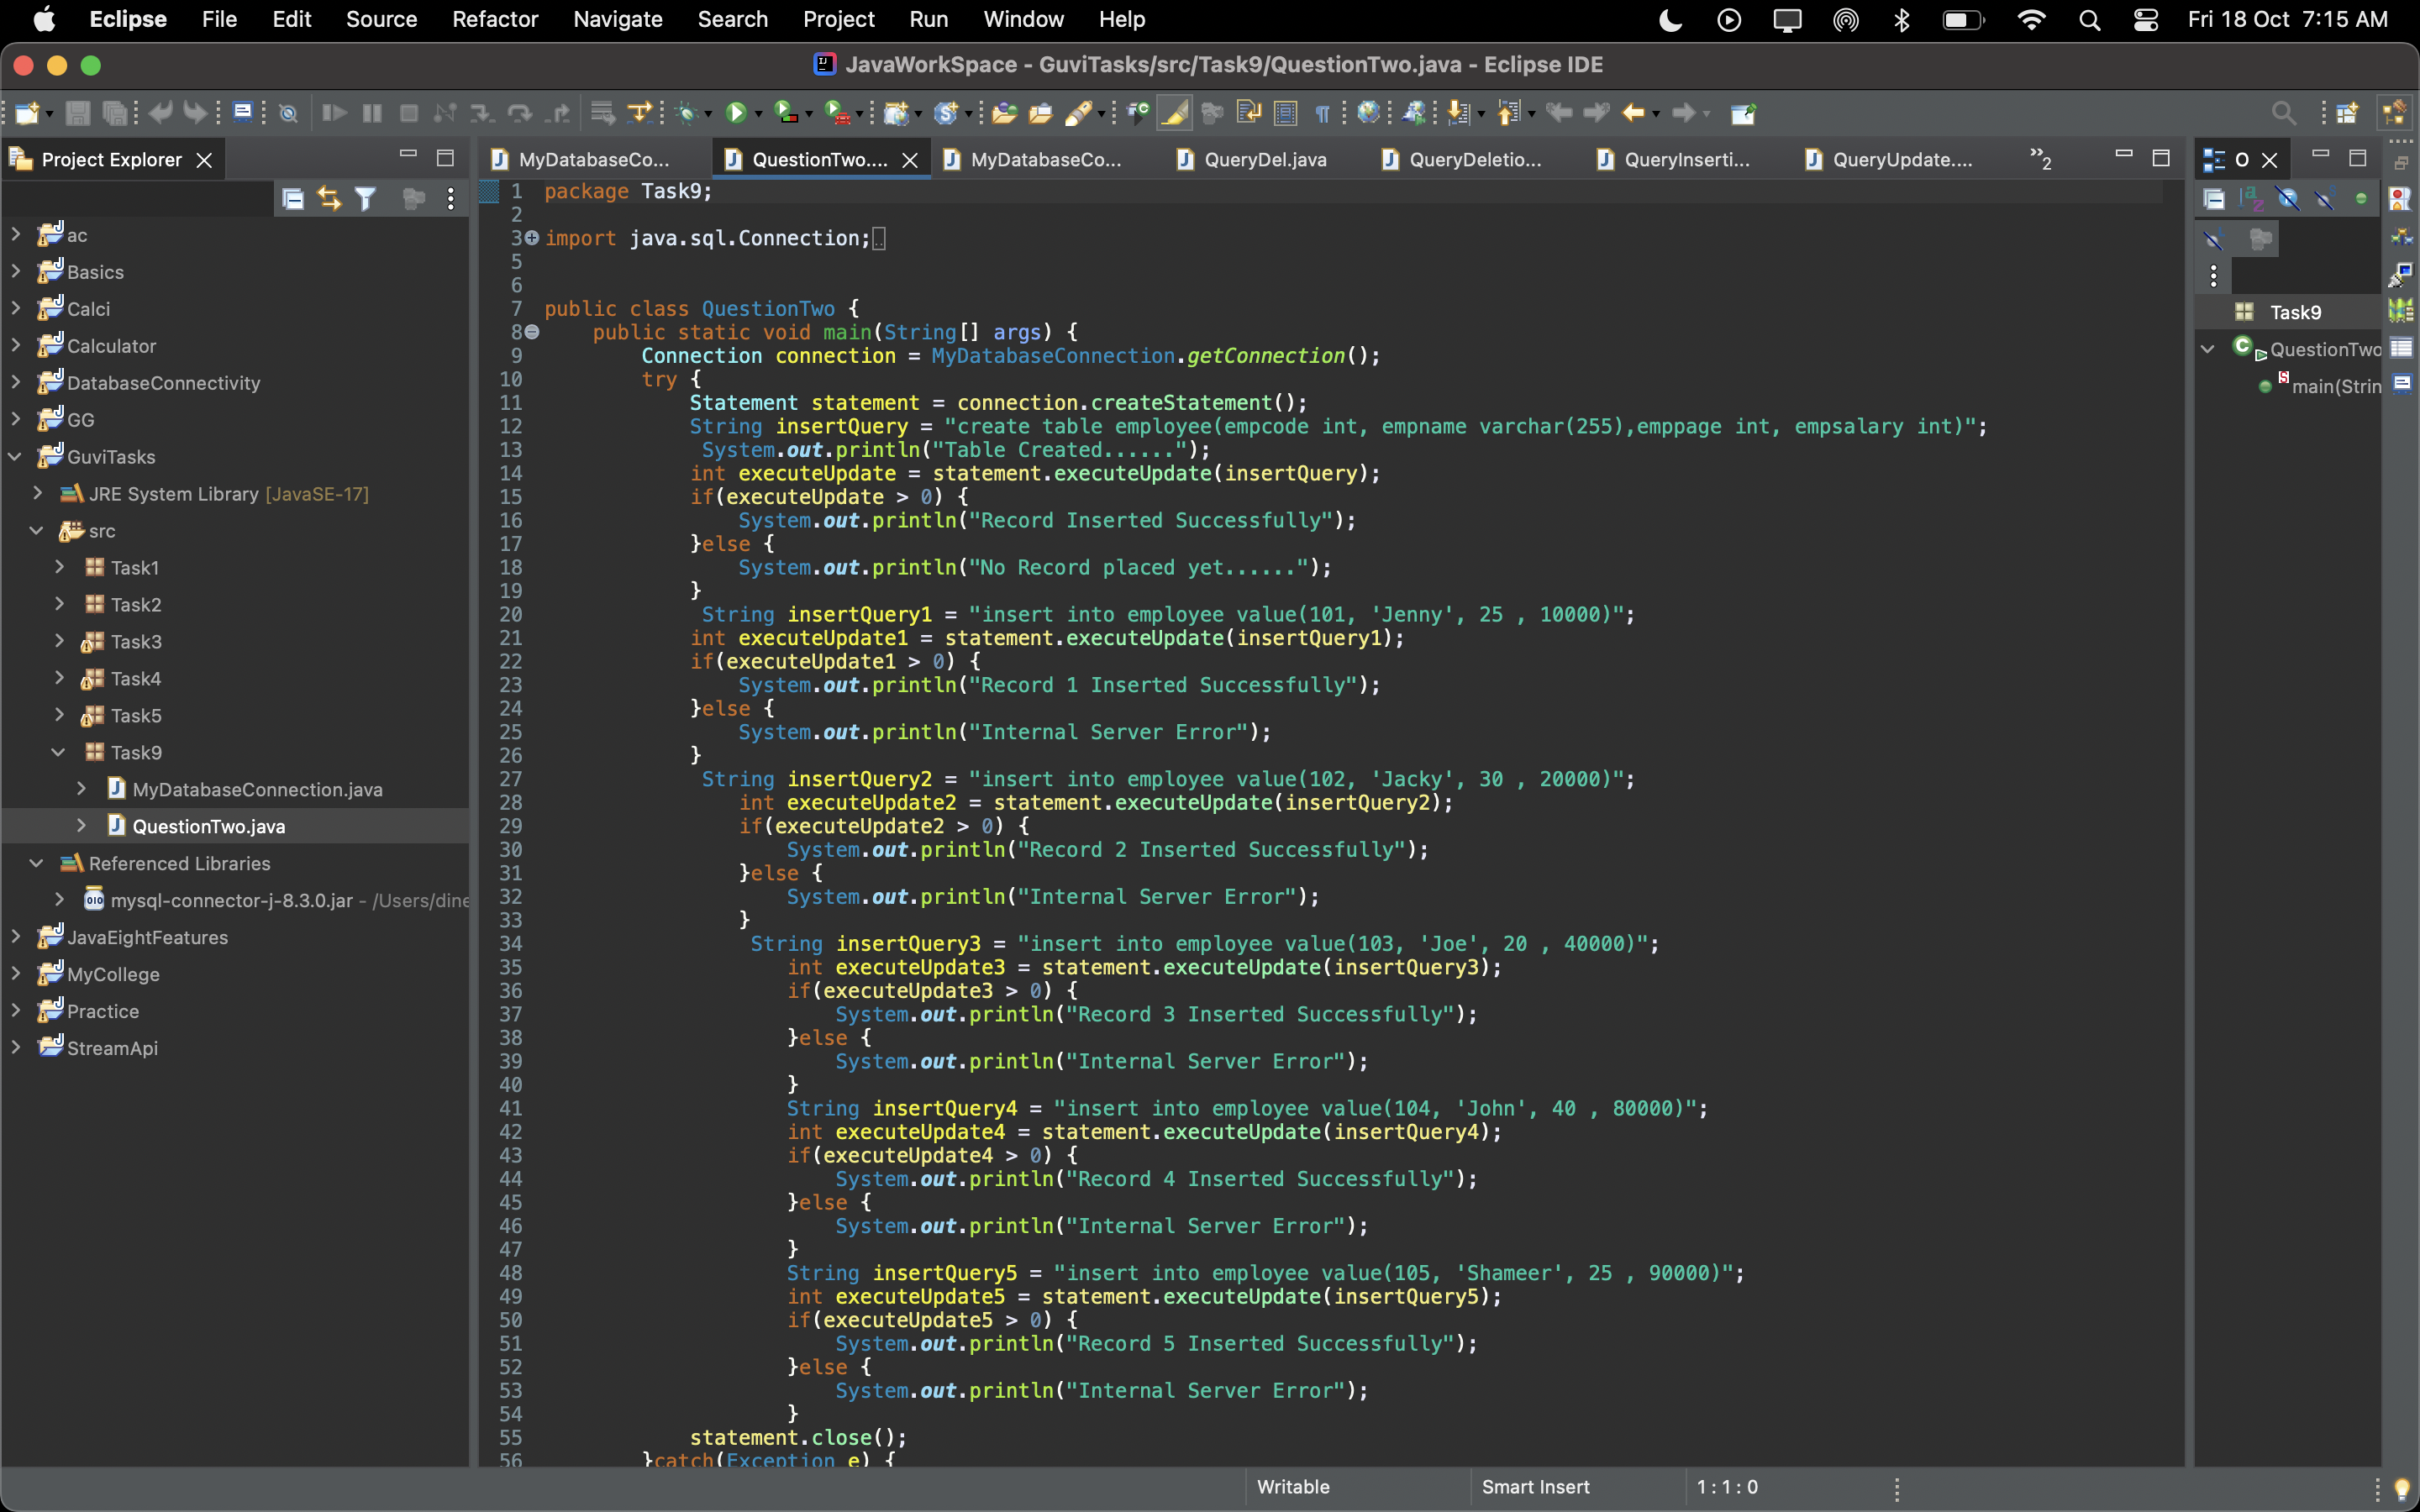 Eclipse File Edit Source Refactor Navigate Search Project Run Window Help Fri 18 Oct 7:15 AM
JavaWorkSpace - GuviTasks/src/Task9/QuestionTwo.java - Eclipse IDE
Project Explorer
ac
Basics
Calci
Calculator
DatabaseConnectivity
GG
GuviTasks
JRE System Library [JavaSE-17]
src
Task1
Task2
Task3
Task4
Task5
Task9
MyDatabaseConnection.java
QuestionTwo.java
Referenced Libraries
mysql-connector-j-8.3.0.jar - /Users/dine
JavaEightFeatures
MyCollege
Practice
StreamApi
MyDatabaseCo... QuestionTwo.... MyDatabaseCo... QueryDel.java QueryDeletio... QueryInserti... QueryUpdate.... »2
1 package Task9;
2
3 import java.sql.Connection;
5
6
7 public class QuestionTwo {
8 public static void main(String[] args) {
9 Connection connection = MyDatabaseConnection.getConnection();
10 try {
11 Statement statement = connection.createStatement();
12 String insertQuery = "create table employee(empcode int, empname varchar(255),emppage int, empsalary int)";
13 System.out.println("Table Created......");
14 int executeUpdate = statement.executeUpdate(insertQuery);
15 if(executeUpdate > 0) {
16 System.out.println("Record Inserted Successfully");
17 }else {
18 System.out.println("No Record placed yet......");
19 }
20 String insertQuery1 = "insert into employee value(101, 'Jenny', 25 , 10000)";
21 int executeUpdate1 = statement.executeUpdate(insertQuery1);
22 if(executeUpdate1 > 0) {
23 System.out.println("Record 1 Inserted Successfully");
24 }else {
25 System.out.println("Internal Server Error");
26 }
27 String insertQuery2 = "insert into employee value(102, 'Jacky', 30 , 20000)";
28 int executeUpdate2 = statement.executeUpdate(insertQuery2);
29 if(executeUpdate2 > 0) {
30 System.out.println("Record 2 Inserted Successfully");
31 }else {
32 System.out.println("Internal Server Error");
33 }
34 String insertQuery3 = "insert into employee value(103, 'Joe', 20 , 40000)";
35 int executeUpdate3 = statement.executeUpdate(insertQuery3);
36 if(executeUpdate3 > 0) {
37 System.out.println("Record 3 Inserted Successfully");
38 }else {
39 System.out.println("Internal Server Error");
40 }
41 String insertQuery4 = "insert into employee value(104, 'John', 40 , 80000)";
42 int executeUpdate4 = statement.executeUpdate(insertQuery4);
43 if(executeUpdate4 > 0) {
44 System.out.println("Record 4 Inserted Successfully");
45 }else {
46 System.out.println("Internal Server Error");
47 }
48 String insertQuery5 = "insert into employee value(105, 'Shameer', 25 , 90000)";
49 int executeUpdate5 = statement.executeUpdate(insertQuery5);
50 if(executeUpdate5 > 0) {
51 System.out.println("Record 5 Inserted Successfully");
52 }else {
53 System.out.println("Internal Server Error");
54 }
55 statement.close();
56 }catch(Exception e) {
O
Task9
QuestionTwo
main(Strin
Writable Smart Insert 1 : 1 : 0